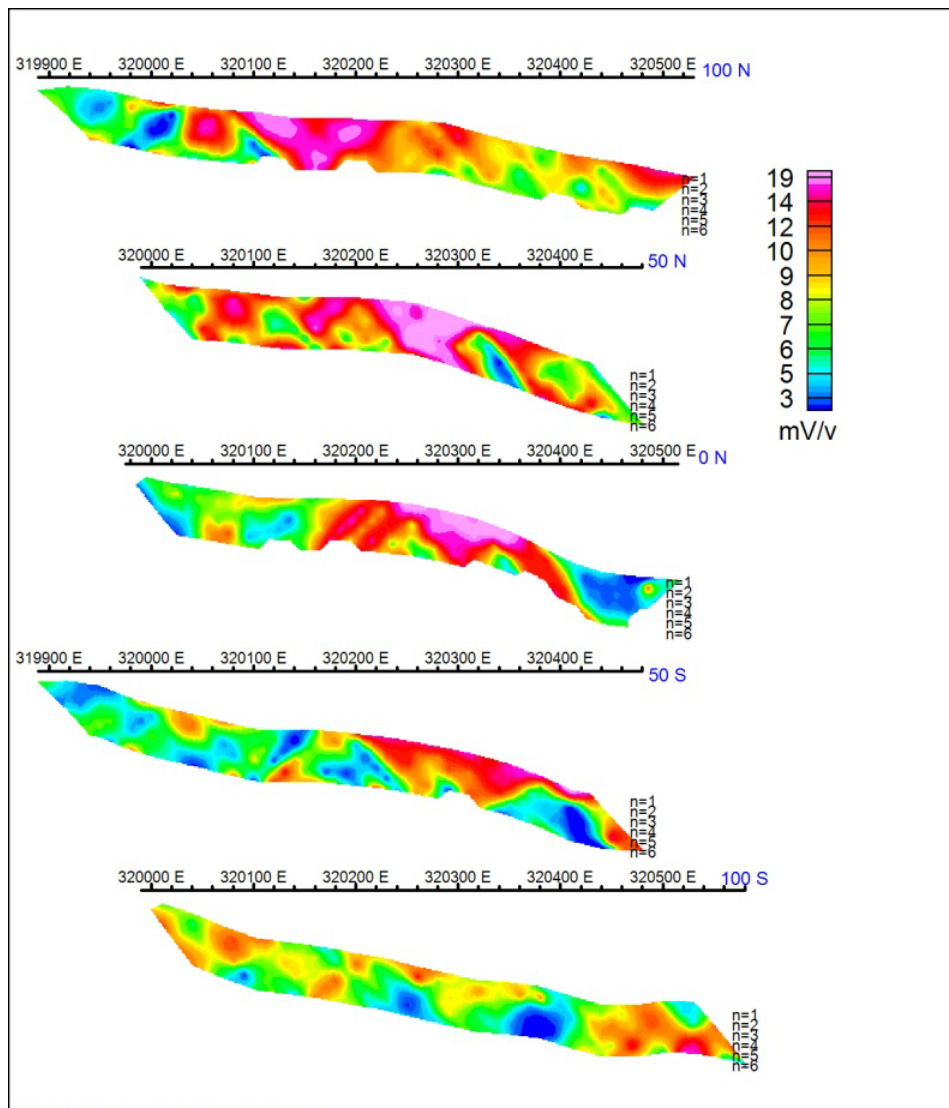 319900 E 320000 E 320100 E 320200 E 320300 E 320400 E 320500 E 100 N
n=1
n=2
n=3
n=4
n=5
n=6
320000 E 320100 E 320200 E 320300 E 320400 E 50 N
n=1
n=2
n=3
n=4
n=5
n=6
19
14
12
10
9
8
7
6
5
3
mV/v
320000 E 320100 E 320200 E 320300 E 320400 E 320500 E 0 N
n=1
n=2
n=3
n=4
n=5
n=6
319900 E 320000 E 320100 E 320200 E 320300 E 320400 E 50 S
n=1
n=2
n=3
n=4
n=5
n=6
320000 E 320100 E 320200 E 320300 E 320400 E 320500 E 100 S
n=1
n=2
n=3
n=4
n=5
n=6